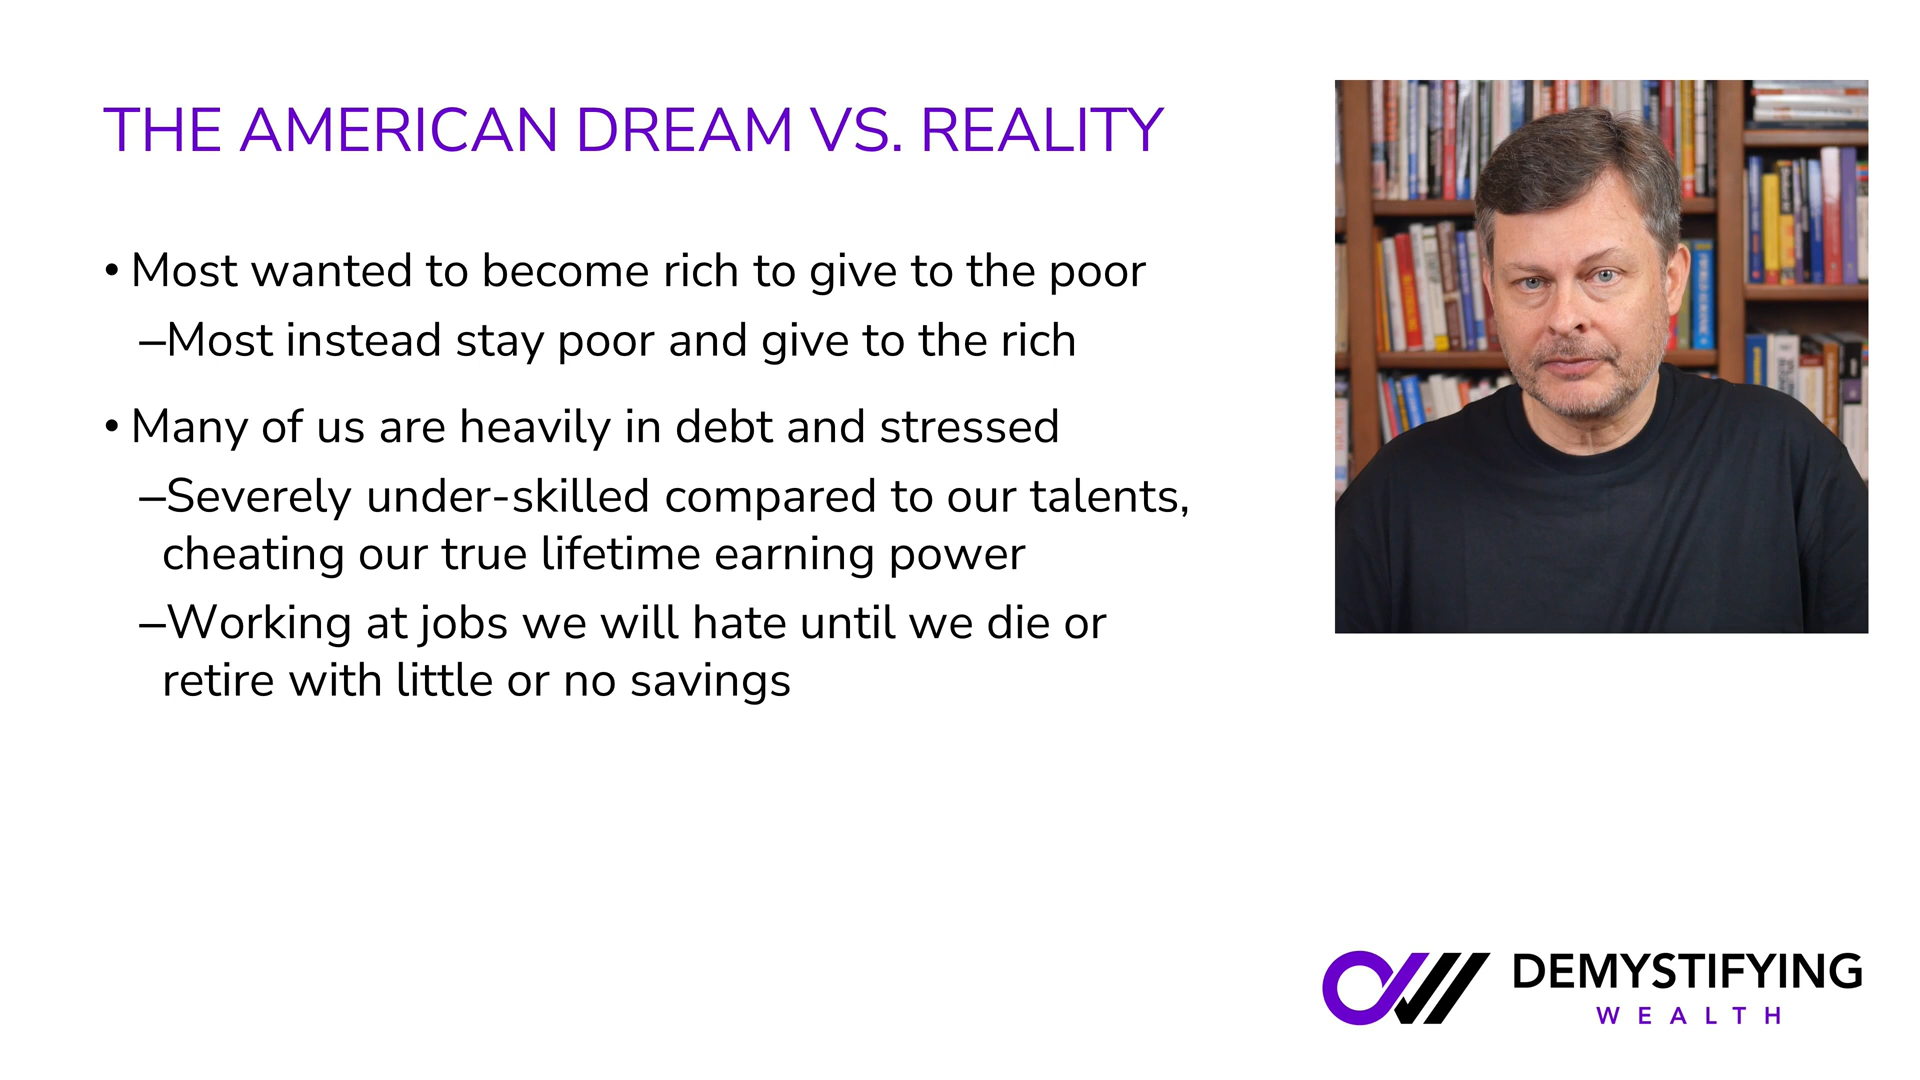 THE AMERICAN DREAM VS. REALITY
• Most wanted to become rich to give to the poor
–Most instead stay poor and give to the rich
• Many of us are heavily in debt and stressed
–Severely under-skilled compared to our talents,
cheating our true lifetime earning power
–Working at jobs we will hate until we die or
retire with little or no savings
DEMYSTIFYING
WEALTH